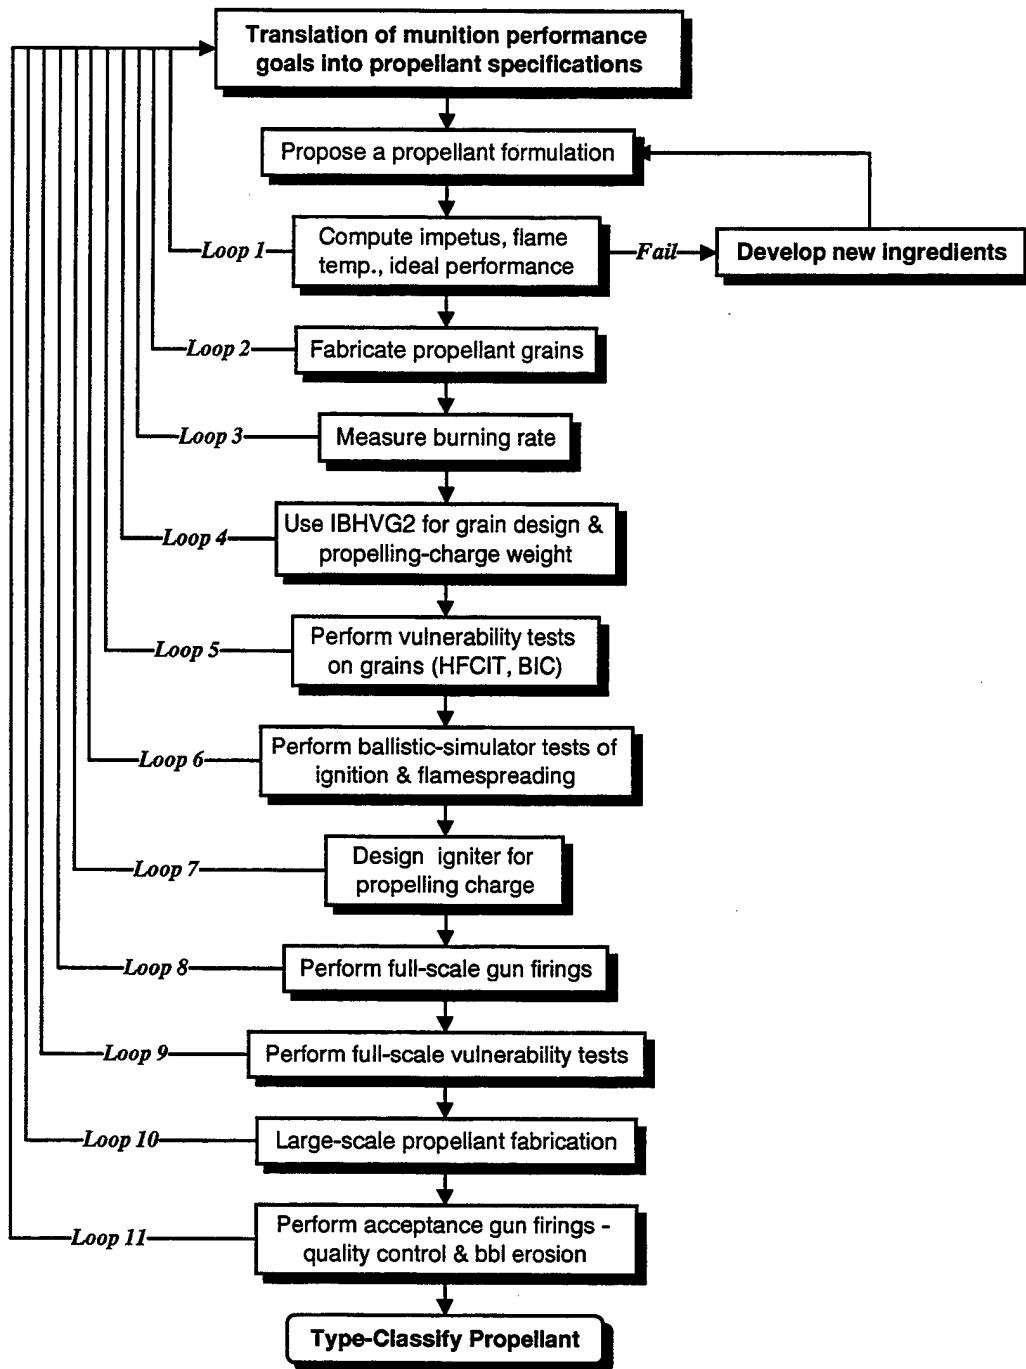 Translation of munition performance
goals into propellant specifications
Propose a propellant formulation
Loop 1
Compute impetus, flame
temp., ideal performance
Fail
Develop new ingredients
Loop 2
Fabricate propellant grains
Loop 3
Measure burning rate
Loop 4
Use IBHVG2 for grain design &
propelling-charge weight
Loop 5
Perform vulnerability tests
on grains (HFCIT, BIC)
Loop 6
Perform ballistic-simulator tests of
ignition & flamespreading
Loop 7
Design igniter for
propelling charge
Loop 8
Perform full-scale gun firings
Loop 9
Perform full-scale vulnerability tests
Loop 10
Large-scale propellant fabrication
Loop 11
Perform acceptance gun firings -
quality control & bbl erosion
Type-Classify Propellant